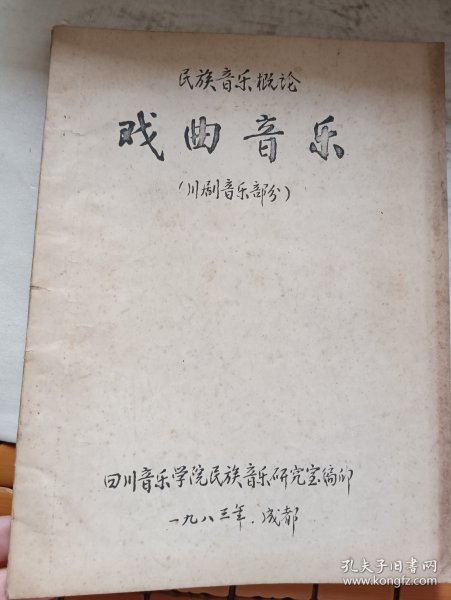 民族音乐概论
戏曲音乐
（川剧音乐部分）
四川音乐学院民族音乐研究室编印
一九八三年.成都
孔夫子旧书网
www.kongfz.com